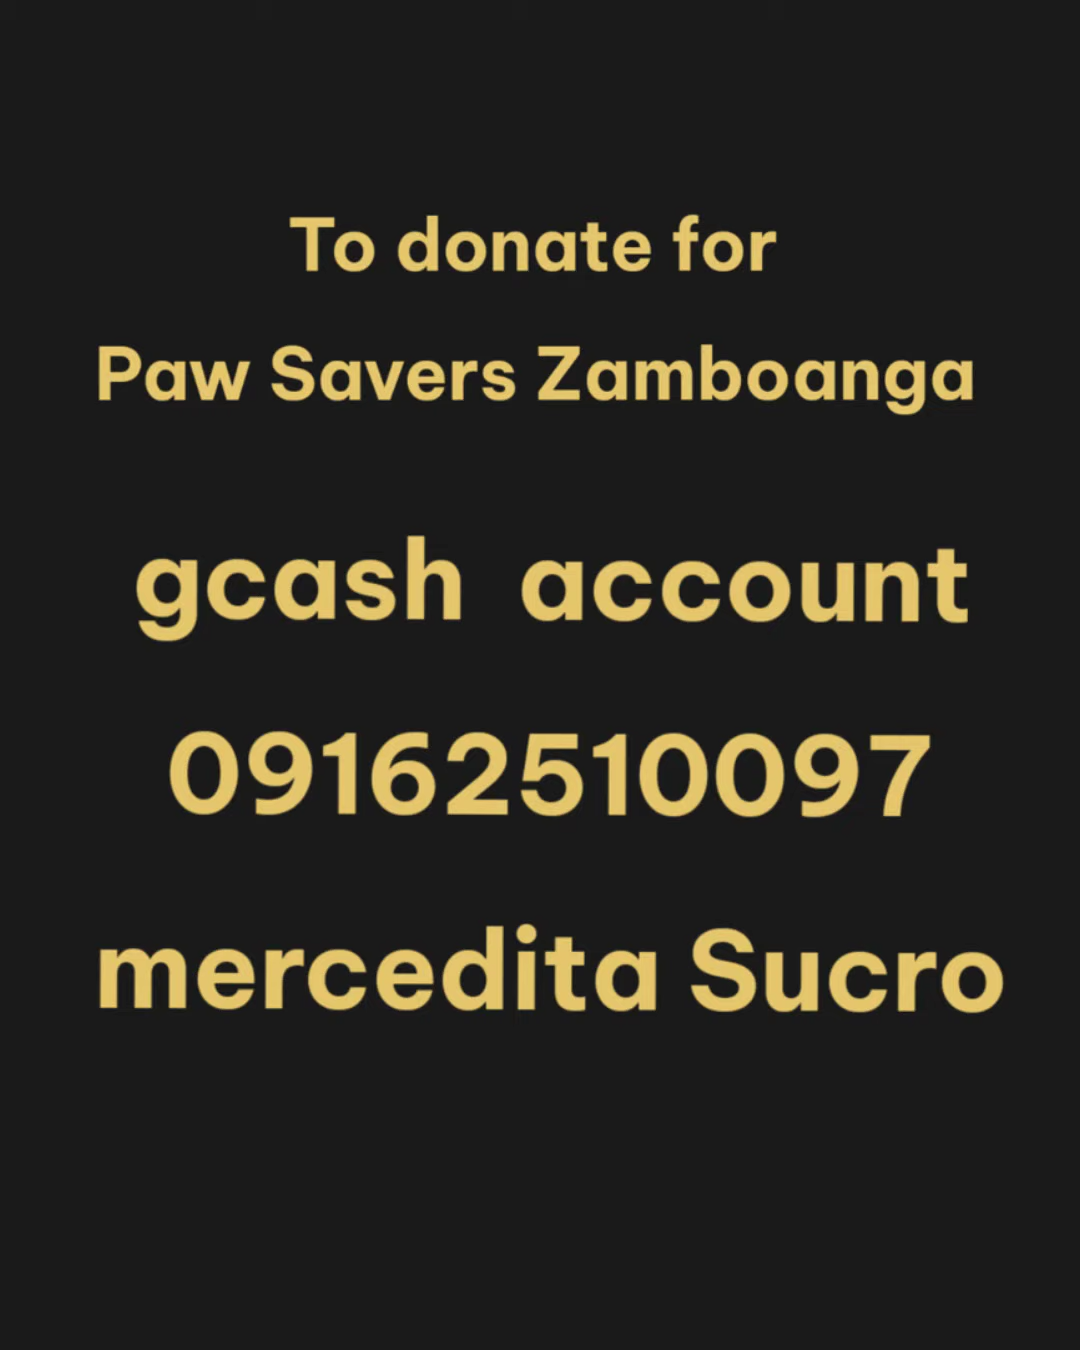 To donate for
Paw Savers Zamboanga
gcash account
09162510097
mercedita Sucro